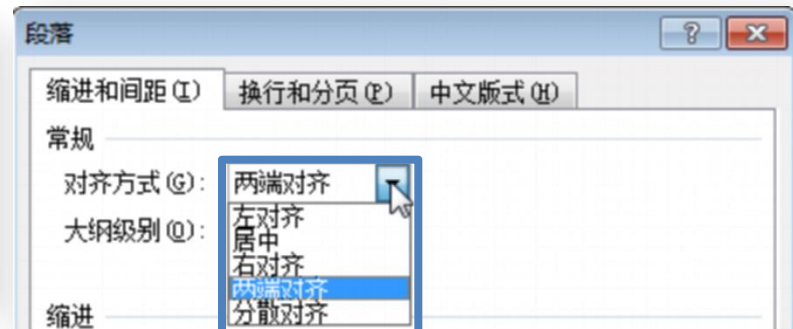 段落
缩进和间距(I) 换行和分页(P) 中文版式(H)
常规
对齐方式(G): 两端对齐
大纲级别(O): 左对齐
居中
右对齐
两端对齐
分散对齐
缩进